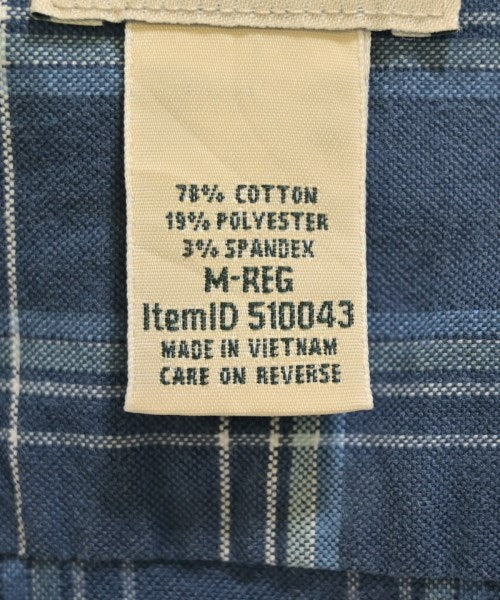 78% COTTON
19% POLYESTER
3% SPANDEX
M-REG
ItemID 510043
MADE IN VIETNAM
CARE ON REVERSE